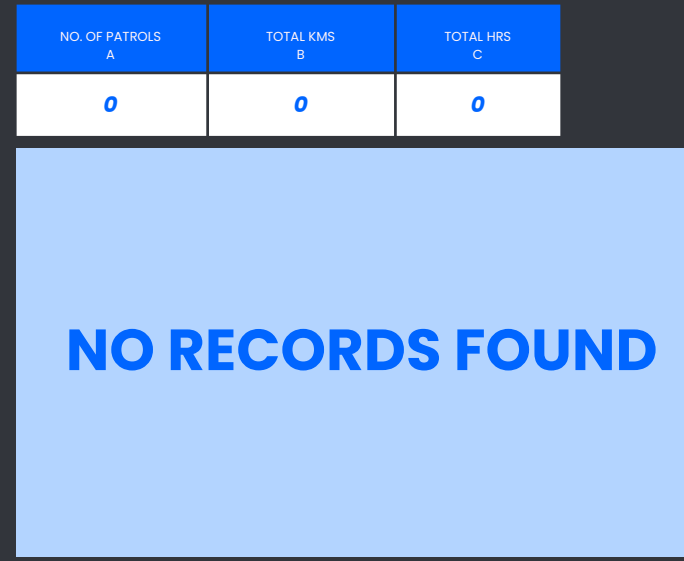 NO. OF PATROLS
A
TOTAL KMS
B
TOTAL HRS
C
0
0
0
NO RECORDS FOUND